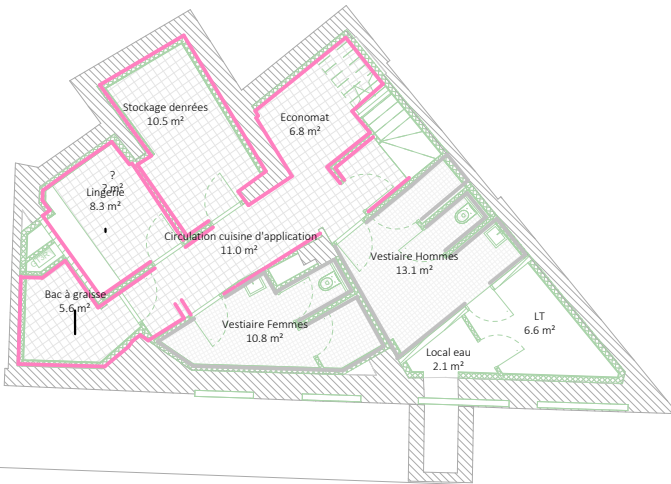 Stockage denrées
10.5 m²
Economat
6.8 m²
?
? m²
Lingerie
8.3 m²
Circulation cuisine d'application
11.0 m²
Vestiaire Hommes
13.1 m²
Bac à graisse
5.6 m²
Vestiaire Femmes
10.8 m²
LT
6.6 m²
Local eau
2.1 m²